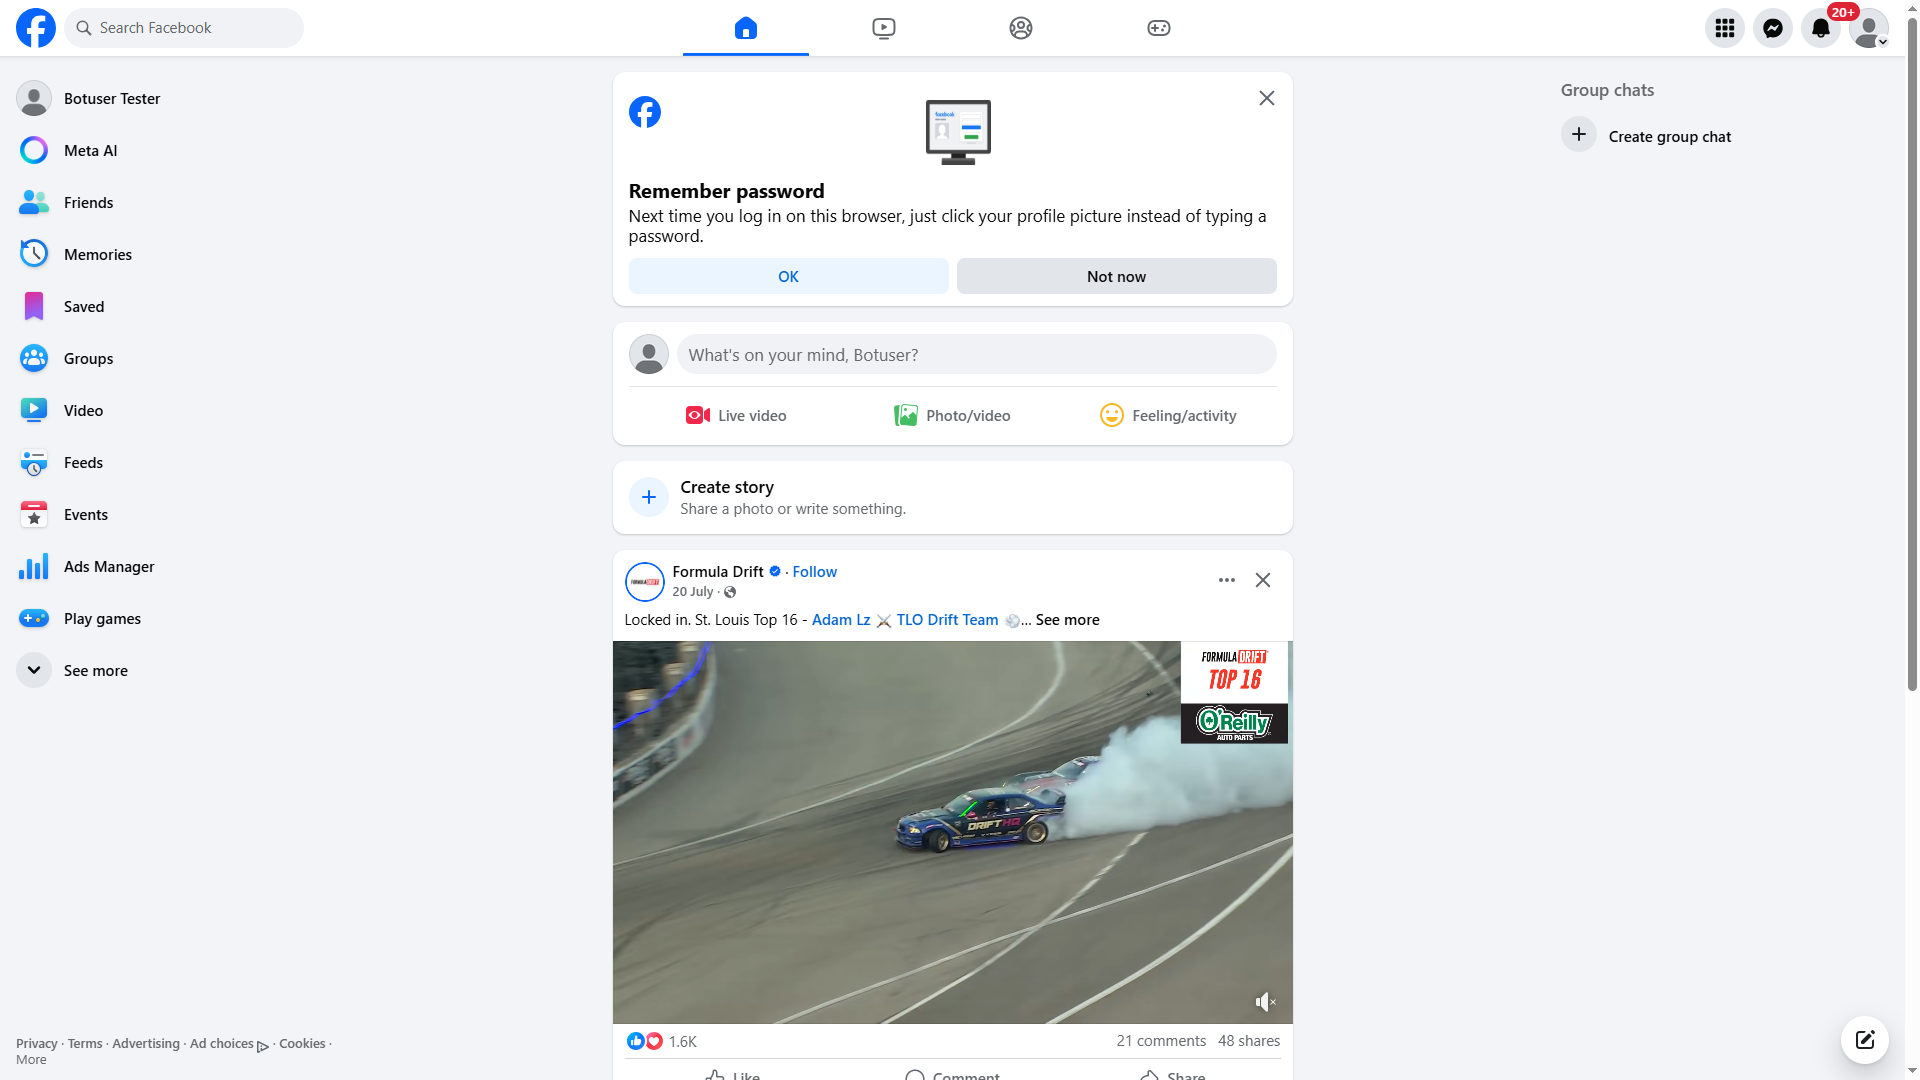 Search Facebook
20+
Botuser Tester
Meta AI
Friends
Memories
Saved
Groups
Video
Feeds
Events
Ads Manager
Play games
See more
Privacy · Terms · Advertising · Ad choices · Cookies ·
More
facebook
Remember password
Next time you log in on this browser, just click your profile picture instead of typing a
password.
OK
Not now
What's on your mind, Botuser?
Live video
Photo/video
Feeling/activity
Create story
Share a photo or write something.
FORMULA DRIFT
Formula Drift · Follow
20 July ·
Locked in. St. Louis Top 16 - Adam Lz ⚔ TLO Drift Team 💨... See more
FORMULA DRIFT
TOP 16
O'Reilly
AUTO PARTS
DRIFT HQ
1.6K
21 comments 48 shares
Like
Comment
Share
Group chats
Create group chat